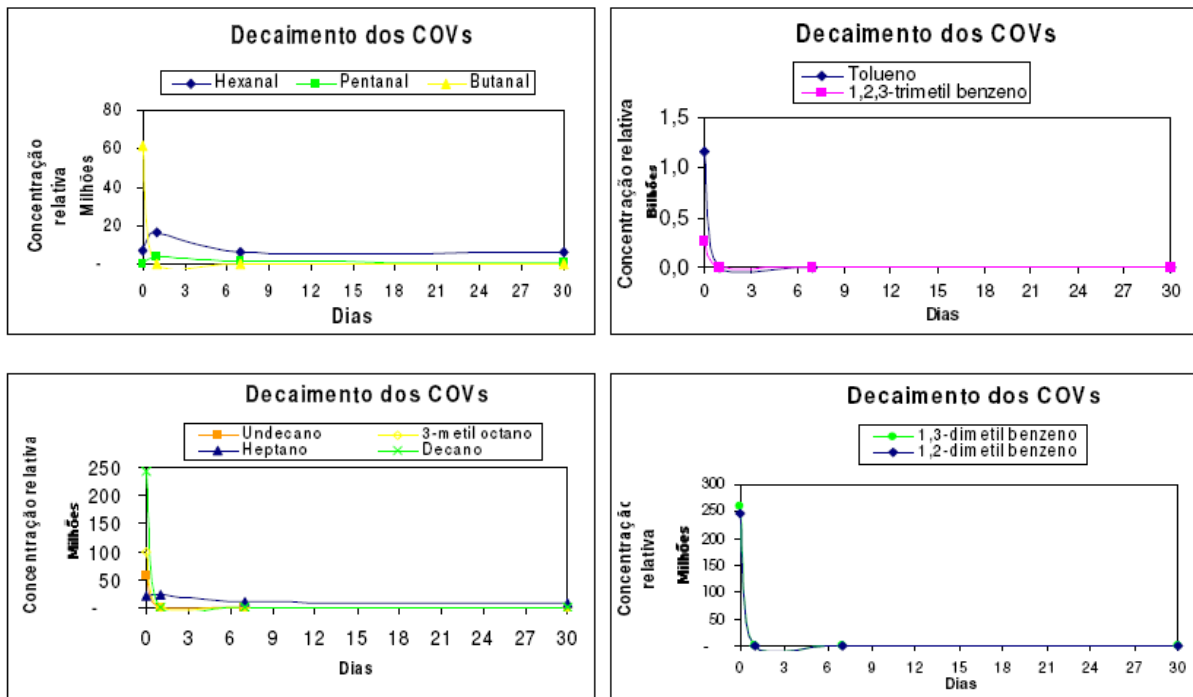 Decaimento dos COVs
Hexanal Pentanal Butanal
Concentração relativa
Milhões
80
60
40
20
-
0 3 6 9 12 15 18 21 24 27 30
Dias
Decaimento dos COVs
Tolueno
1,2,3-trimetil benzeno
Concentração relativa
Bilhões
1,5
1,0
0,5
0,0
0 3 6 9 12 15 18 21 24 27 30
Dias
Decaimento dos COVs
Undecano 3-metil octano
Heptano Decano
Concentração relativa
Milhões
250
200
150
100
50
-
0 3 6 9 12 15 18 21 24 27 30
Dias
Decaimento dos COVs
1,3-dimetil benzeno
1,2-dimetil benzeno
Concentração
relativa
Milhões
300
250
200
150
100
50
-
0 3 6 9 12 15 18 21 24 27 30
Dias